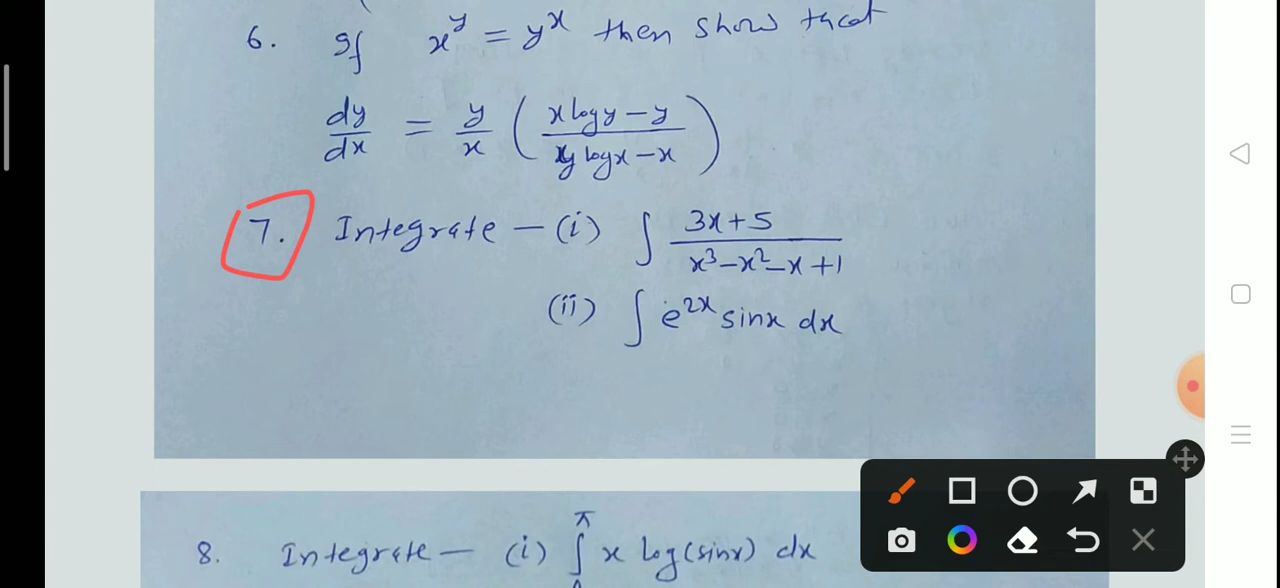 6. If x^y = y^x then show that
dy/dx = y/x ( (x log y - y) / (y log x - x) )
7. Integrate - (i) ∫ (3x+5) / (x³-x²-x+1)
(ii) ∫ e^{2x} sinx dx
8. Integrate - (i) ∫ π x log(sinx) dx